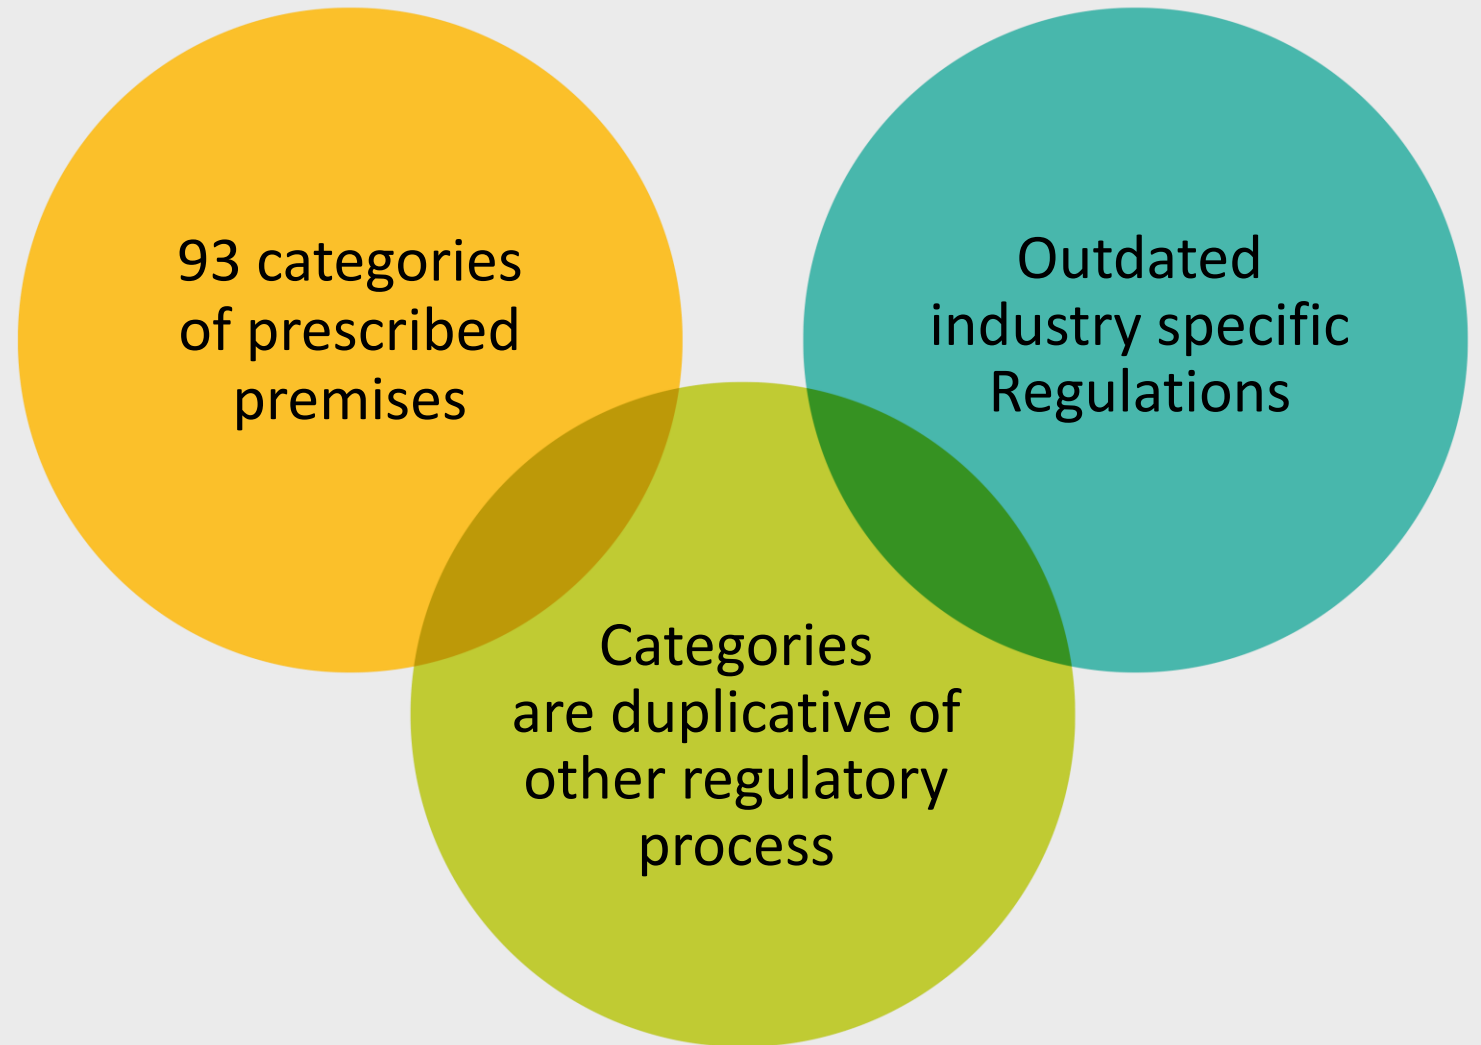 93 categories
of prescribed
premises
Outdated
industry specific
Regulations
Categories
are duplicative of
other regulatory
process